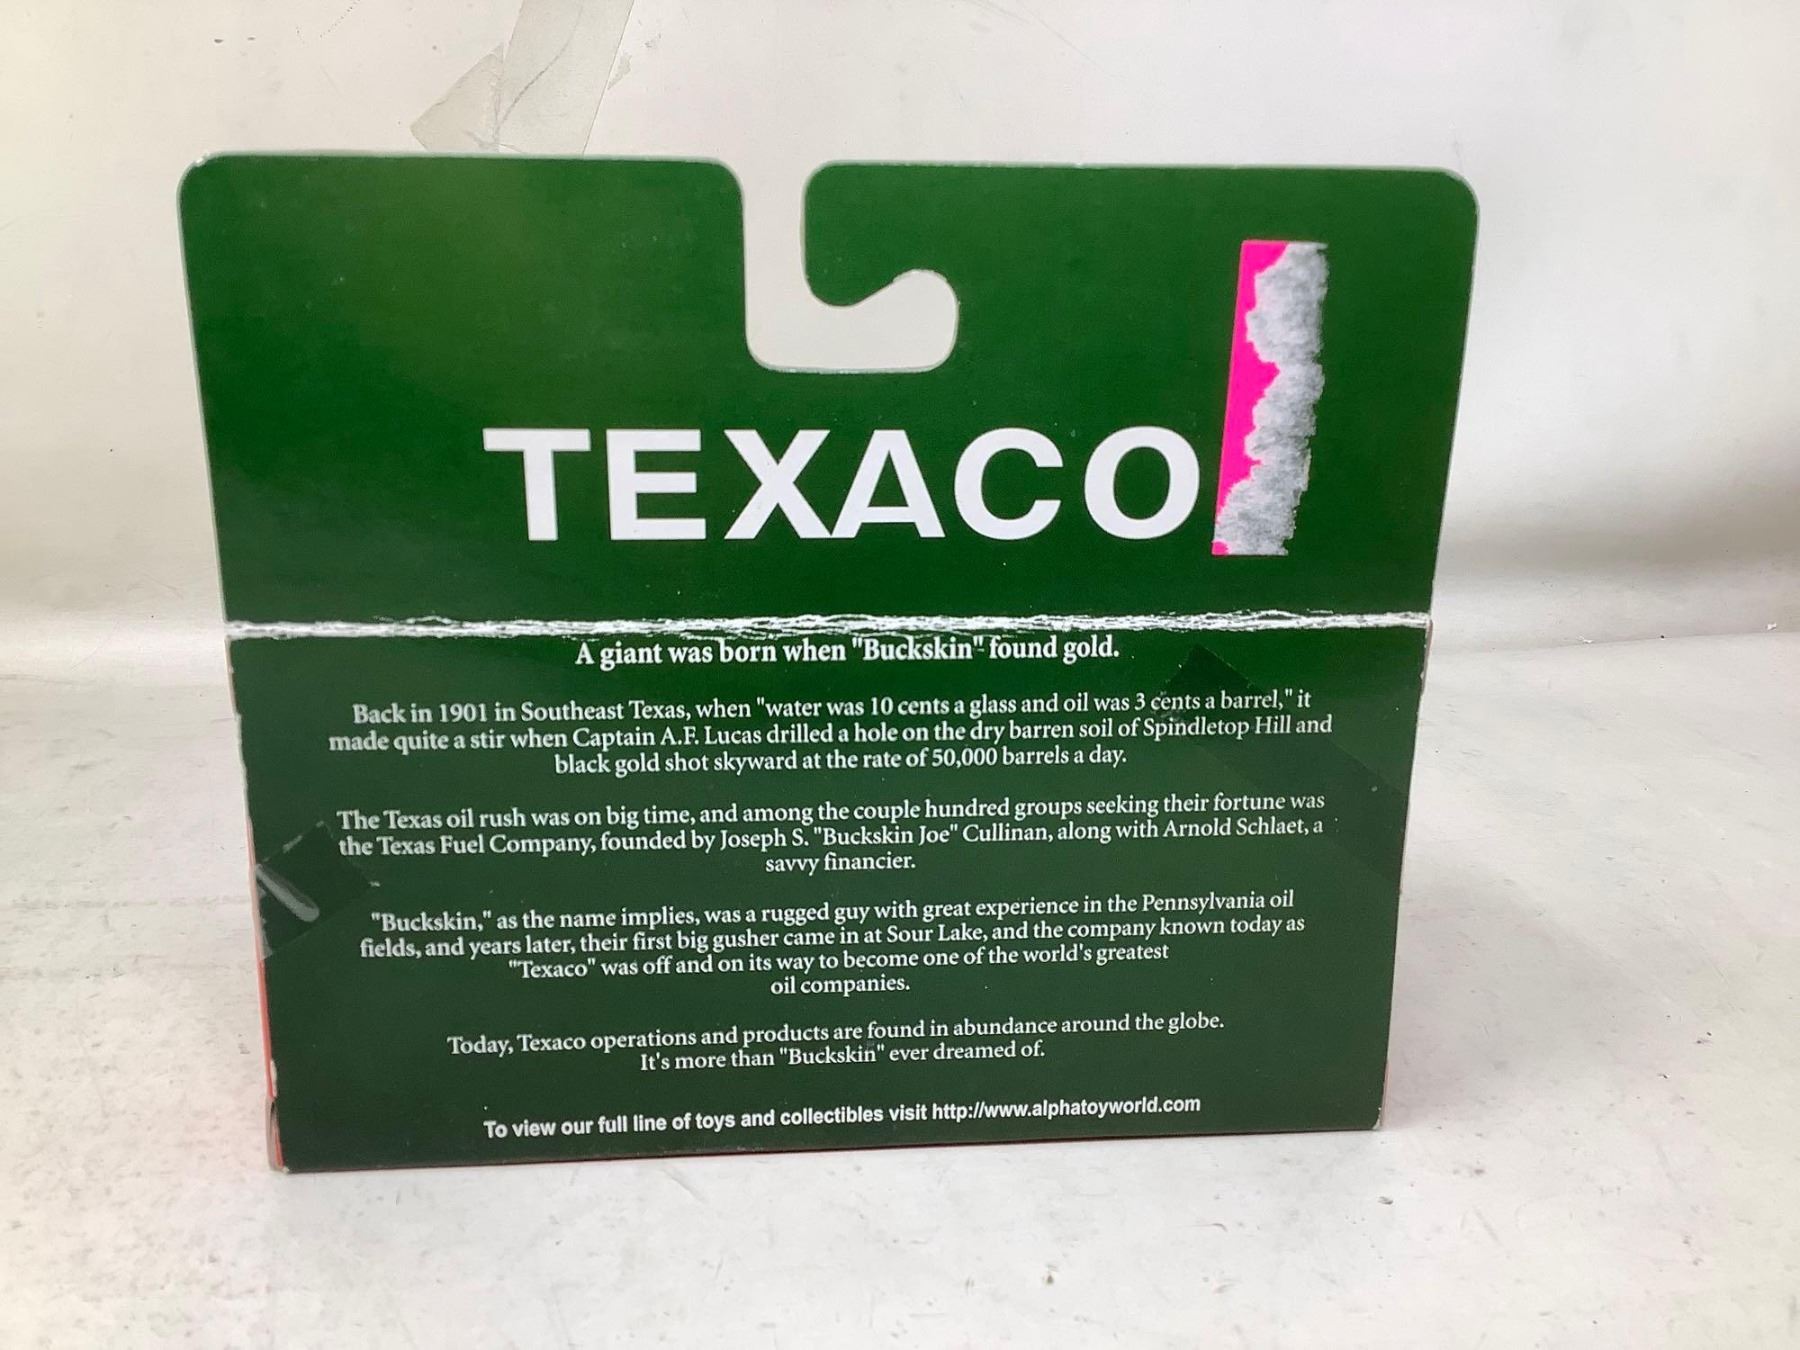 TEXACO
A giant was born when "Buckskin" found gold.
Back in 1901 in Southeast Texas, when "water was 10 cents a glass and oil was 3 cents a barrel," it
made quite a stir when Captain A.F. Lucas drilled a hole on the dry barren soil of Spindletop Hill and
black gold shot skyward at the rate of 50,000 barrels a day.
The Texas oil rush was on big time, and among the couple hundred groups seeking their fortune was
the Texas Fuel Company, founded by Joseph S. "Buckskin Joe" Cullinan, along with Arnold Schlaet, a
savvy financier.
"Buckskin," as the name implies, was a rugged guy with great experience in the Pennsylvania oil
fields, and years later, their first big gusher came in at Sour Lake, and the company known today as
"Texaco" was off and on its way to become one of the world's greatest
oil companies.
Today, Texaco operations and products are found in abundance around the globe.
It's more than "Buckskin" ever dreamed of.
To view our full line of toys and collectibles visit http://www.alphatoyworld.com